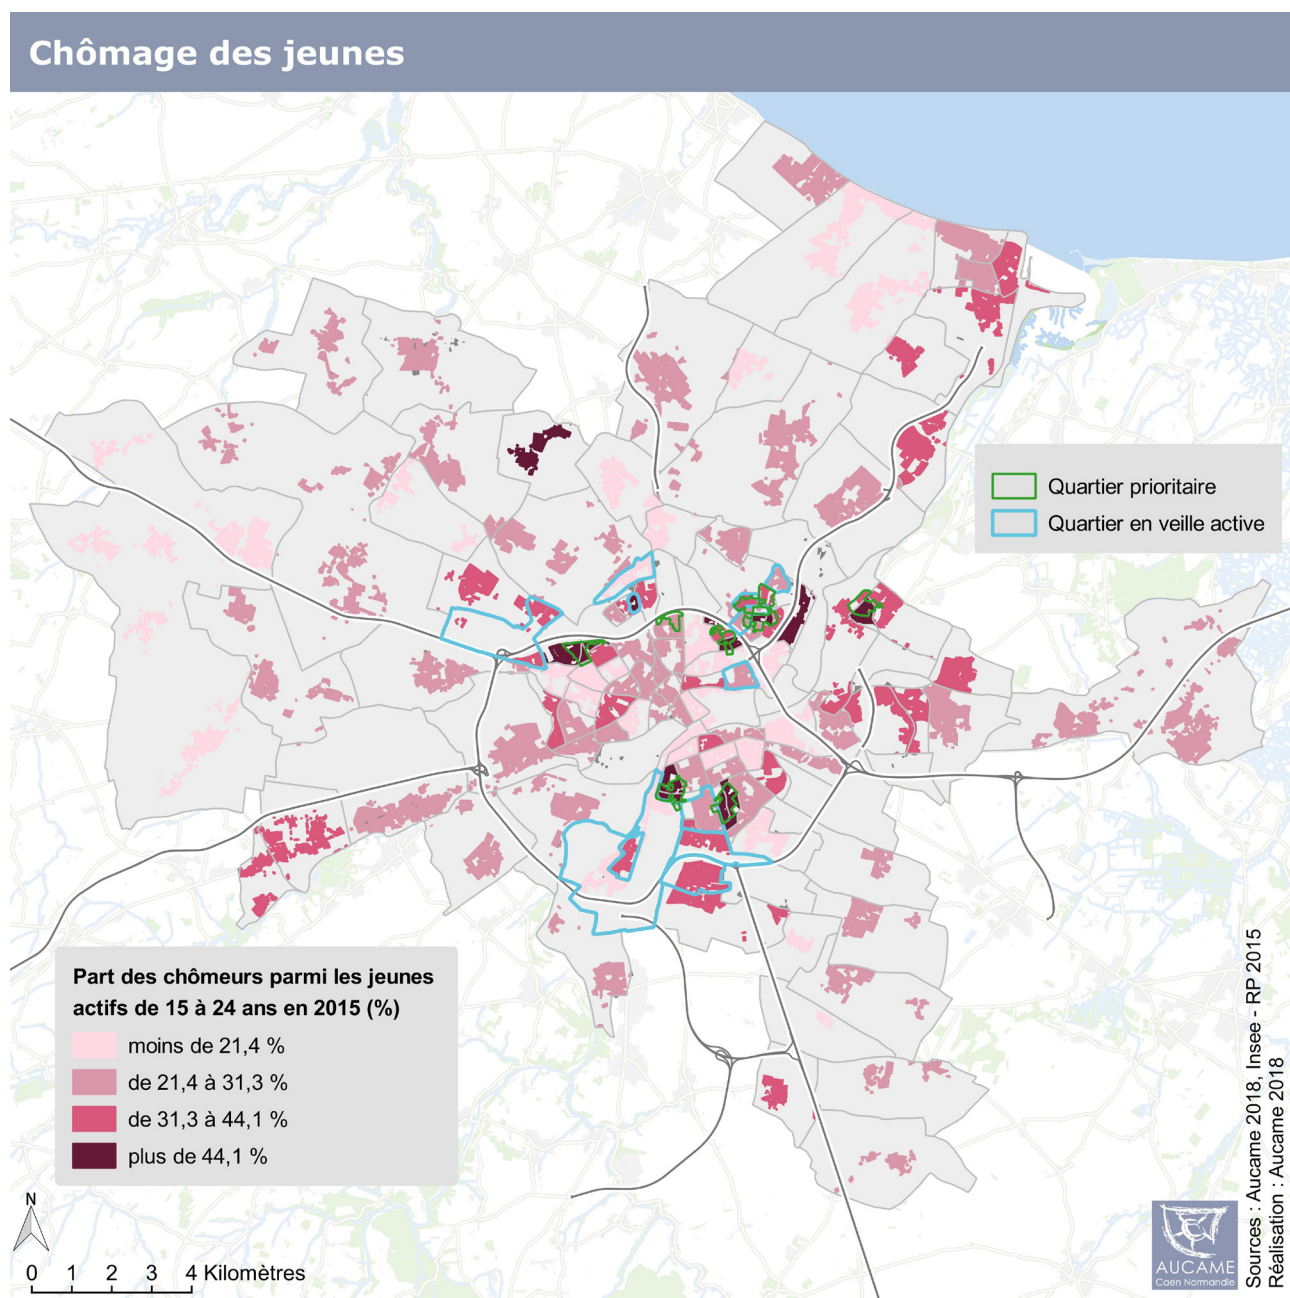 Chômage des jeunes
Quartier prioritaire
Quartier en veille active
Part des chômeurs parmi les jeunes
actifs de 15 à 24 ans en 2015 (%)
moins de 21,4 %
de 21,4 à 31,3 %
de 31,3 à 44,1 %
plus de 44,1 %
N
0 1 2 3 4 Kilomètres
AUCAME
Caen Normandie
Sources : Aucame 2018, Insee - RP 2015
Réalisation : Aucame 2018